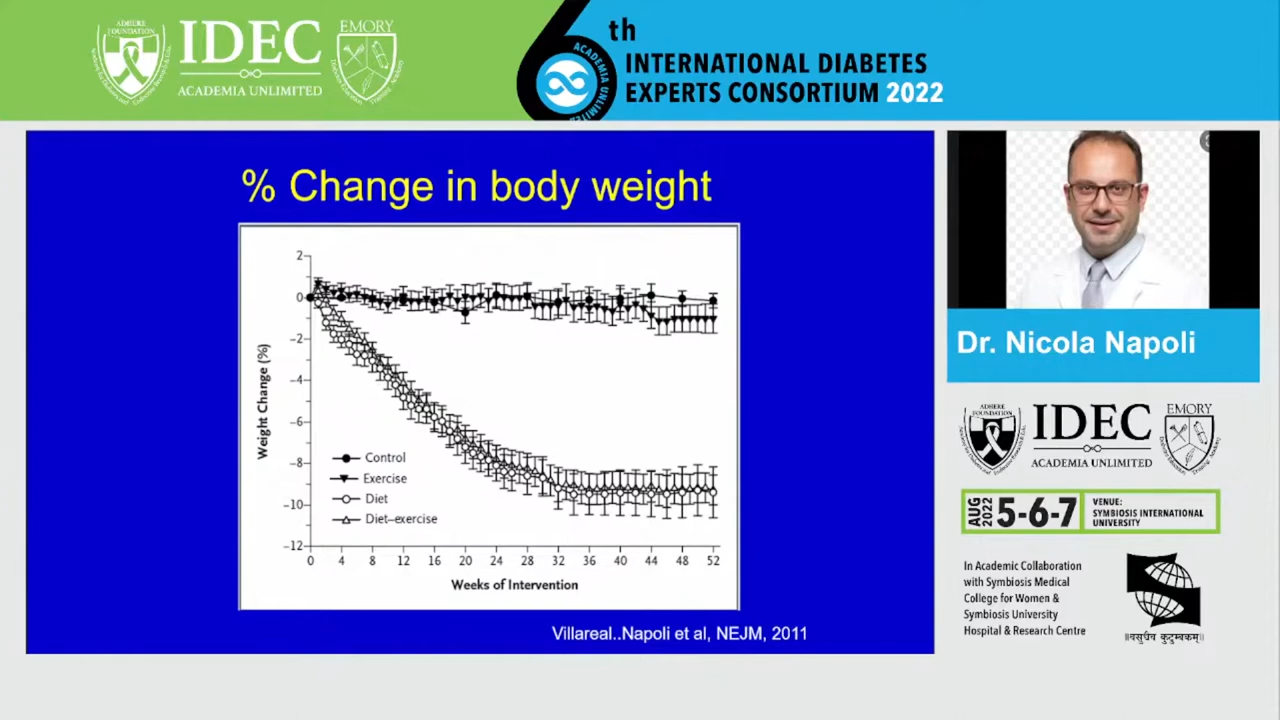 ADHERE
FOUNDATION
IDEC
ACADEMIA UNLIMITED
EMORY
6th
INTERNATIONAL DIABETES
EXPERTS CONSORTIUM 2022
% Change in body weight
2
0
–2
–4
–6
–8
–10
–12
Weight Change (%)
Control
Exercise
Diet
Diet–exercise
0 4 8 12 16 20 24 28 32 36 40 44 48 52
Weeks of Intervention
Villareal..Napoli et al, NEJM, 2011
Dr. Nicola Napoli
ADHERE
FOUNDATION
IDEC
ACADEMIA UNLIMITED
EMORY
AUG
2022
5-6-7
VENUE:
SYMBIOSIS INTERNATIONAL
UNIVERSITY
In Academic Collaboration
with Symbiosis Medical
College for Women &
Symbiosis University
Hospital & Research Centre
॥वसुधैव कुटुम्बकम्॥